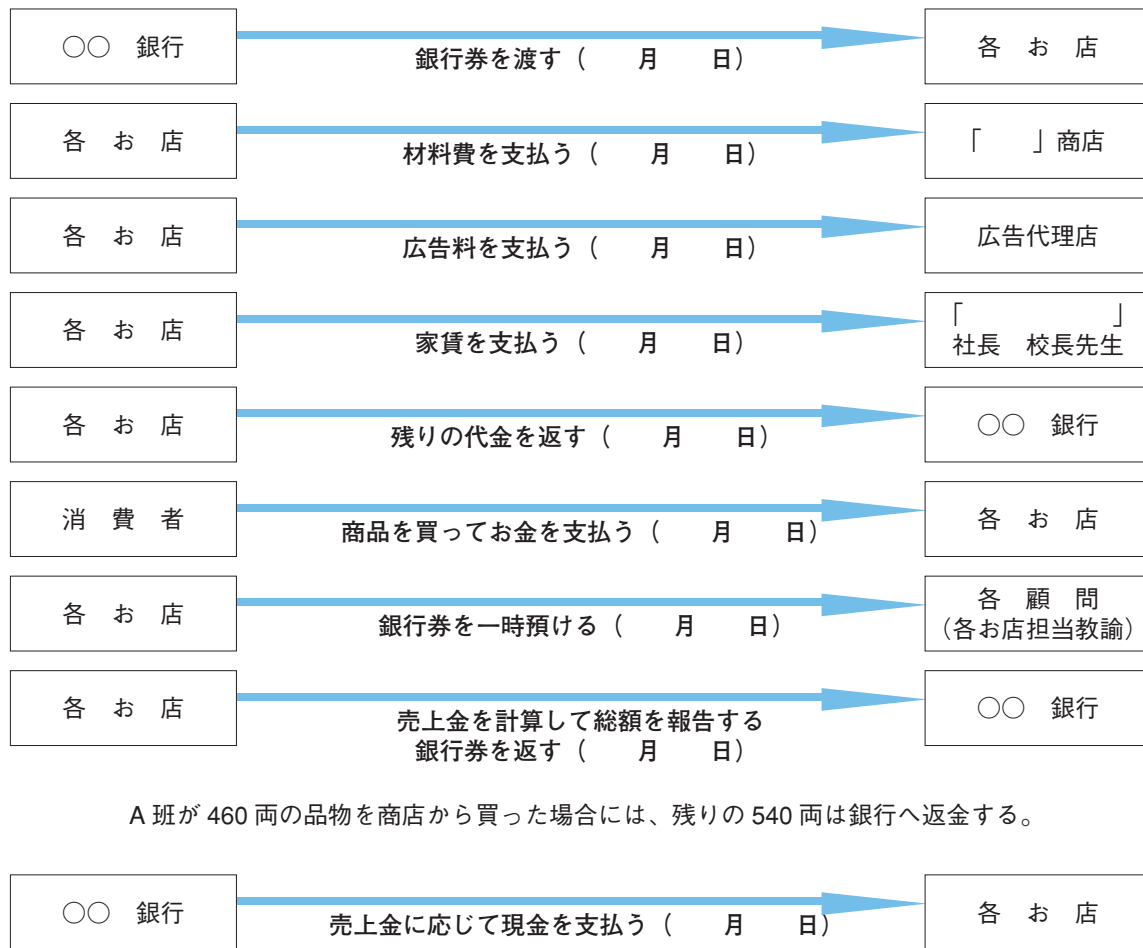 ○○ 銀行
銀行券を渡す（　　月　　日）
各 お 店
各 お 店
材料費を支払う（　　月　　日）
「　　」商店
各 お 店
広告料を支払う（　　月　　日）
広告代理店
各 お 店
家賃を支払う（　　月　　日）
「　　　　　　　」
社長　校長先生
各 お 店
残りの代金を返す（　　月　　日）
○○ 銀行
消 費 者
商品を買ってお金を支払う（　　月　　日）
各 お 店
各 お 店
銀行券を一時預ける（　　月　　日）
各 顧 問
（各お店担当教諭）
各 お 店
売上金を計算して総額を報告する
銀行券を返す（　　月　　日）
○○ 銀行
A 班が 460 両の品物を商店から買った場合には、残りの 540 両は銀行へ返金する。
○○ 銀行
売上金に応じて現金を支払う（　　月　　日）
各 お 店